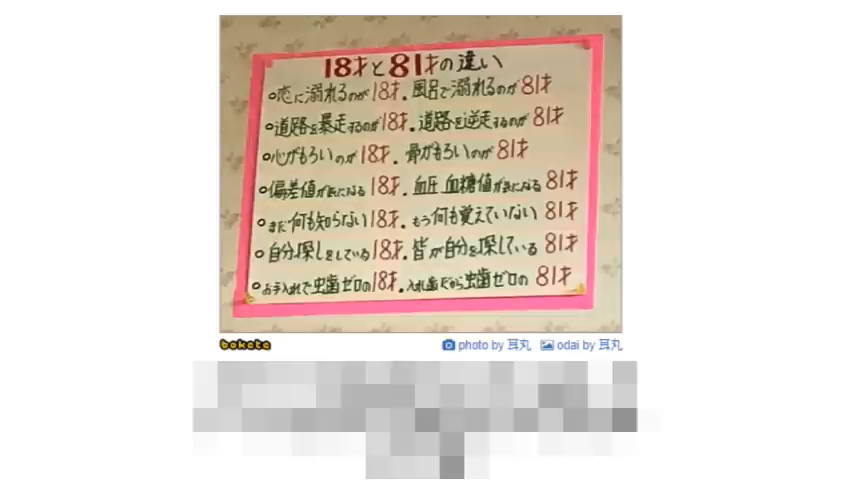 18才と81才の違い
○恋に溺れるのが18才。風呂で溺れるのが81才
○道路を暴走するのが18才。道路を逆走するのが81才
○心がもろいのが18才。骨がもろいのが81才
○偏差値が気になる18才。血圧、血糖値が気になる81才
○まだ何も知らない18才。もう何も覚えていない81才
○自分探しをしている18才。皆が自分を探している81才
○お手入れで虫歯ゼロの18才。入れ歯だから虫歯ゼロの81才
bokete
photo by 耳丸 odai by 耳丸